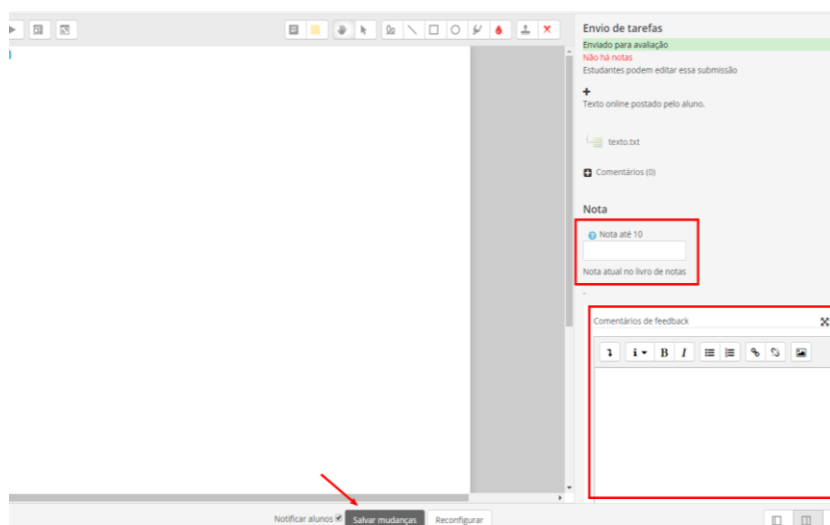 Envio de tarefas
Enviado para avaliação
Não há notas
Estudantes podem editar essa submissão
Texto online postado pelo aluno.
texto.txt
Comentários (0)
Nota
Nota até 10
Nota atual no livro de notas
-
Comentários de feedback
i B I
Notificar alunos Salvar mudanças Reconfigurar